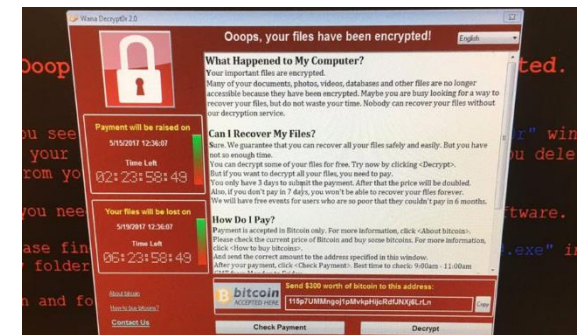 Wana Decrypt0r 2.0
Ooops, your files have been encrypted!
English
What Happened to My Computer?
Your important files are encrypted.
Many of your documents, photos, videos, databases and other files are no longer
accessible because they have been encrypted. Maybe you are busy looking for a way to
recover your files, but do not waste your time. Nobody can recover your files without
our decryption service.
Can I Recover My Files?
Sure. We guarantee that you can recover all your files safely and easily. But you have
not so enough time.
You can decrypt some of your files for free. Try now by clicking <Decrypt>.
But if you want to decrypt all your files, you need to pay.
You only have 3 days to submit the payment. After that the price will be doubled.
Also, if you don't pay in 7 days, you won't be able to recover your files forever.
We will have free events for users who are so poor that they couldn't pay in 6 months.
How Do I Pay?
Payment is accepted in Bitcoin only. For more information, click <About bitcoin>.
Please check the current price of Bitcoin and buy some bitcoins. For more information,
click <How to buy bitcoins>.
And send the correct amount to the address specified in this window.
After your payment, click <Check Payment>. Best time to check: 9:00am - 11:00am
Payment will be raised on
5/15/2017 12:36:07
Time Left
02:23:58:49
Your files will be lost on
5/19/2017 12:36:07
Time Left
06:23:58:49
About bitcoin
How to buy bitcoins?
Contact Us
bitcoin
ACCEPTED HERE
Send $300 worth of bitcoin to this address:
Copy
Check Payment
Decrypt
Ooop
ted.
ou see
" win
your
ou dele
rom yo
you nee
tware.
ase fin
.exe" in
folder
n and fo